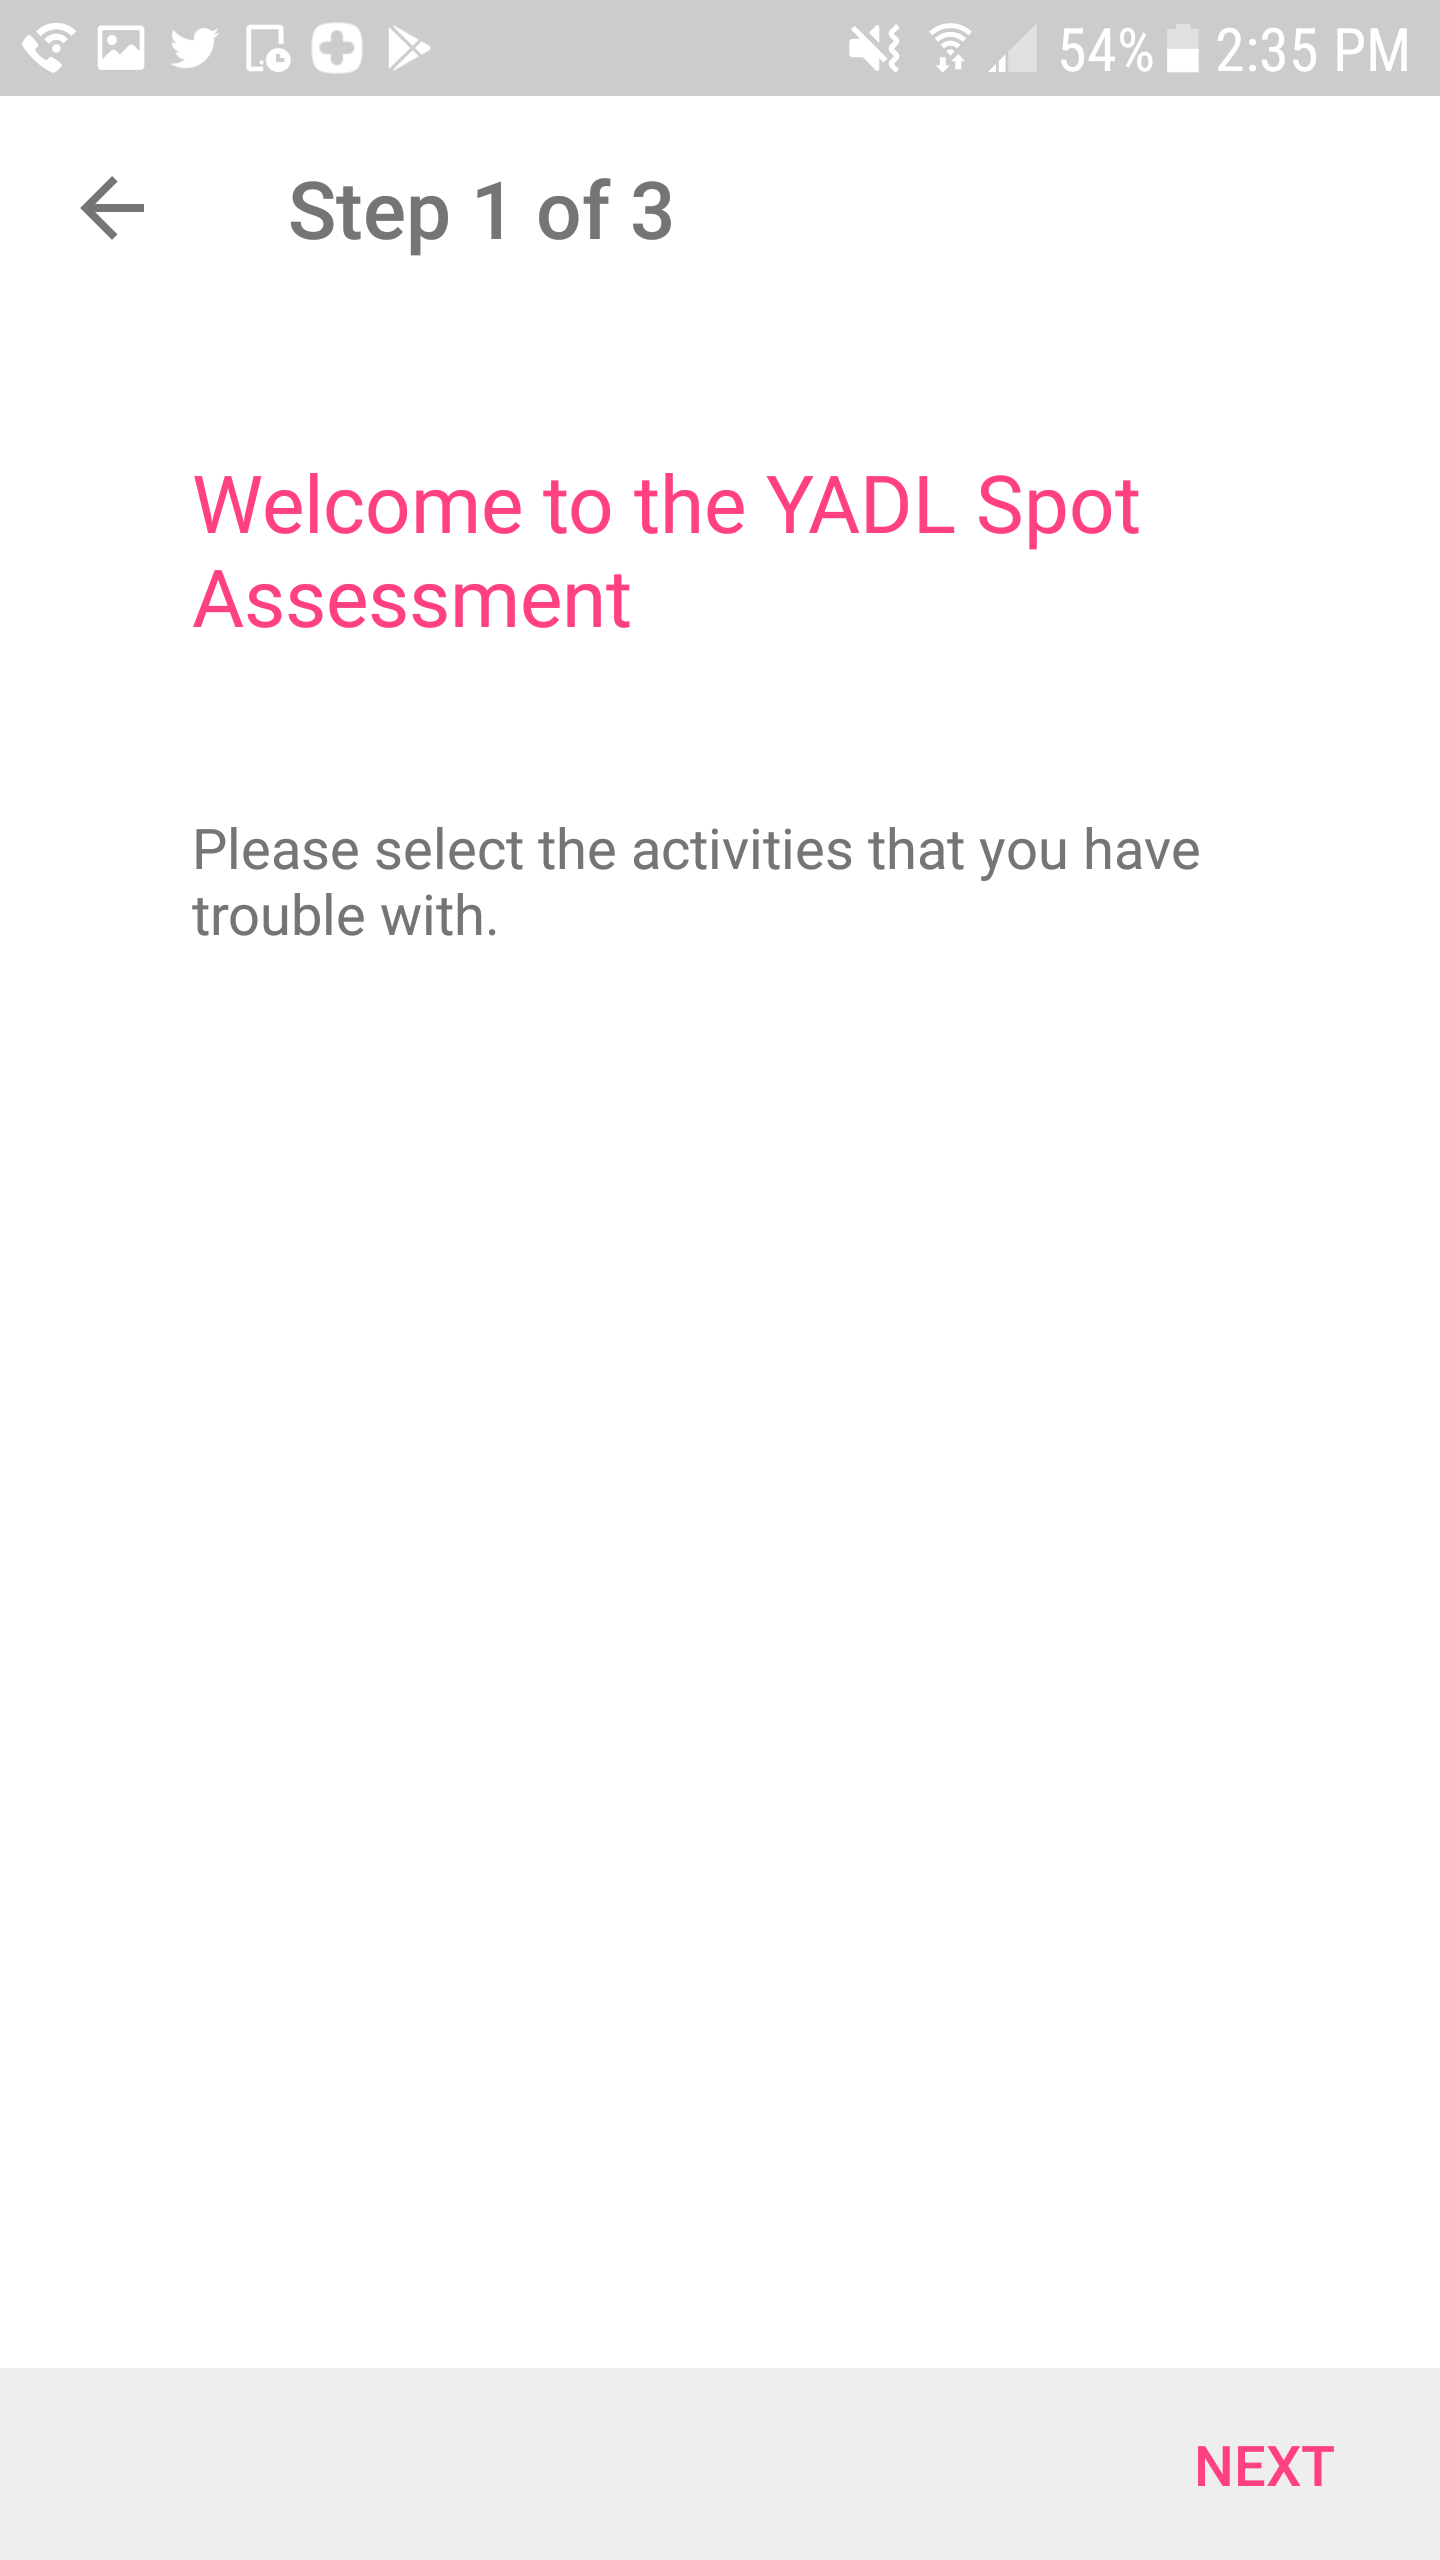 54% 2:35 PM
Step 1 of 3
Welcome to the YADL Spot
Assessment
Please select the activities that you have
trouble with.
NEXT